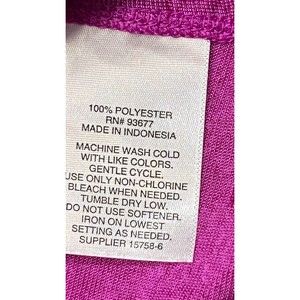 100% POLYESTER
RN# 93677
MADE IN INDONESIA
MACHINE WASH COLD
WITH LIKE COLORS.
GENTLE CYCLE.
USE ONLY NON-CHLORINE
BLEACH WHEN NEEDED.
TUMBLE DRY LOW.
DO NOT USE SOFTENER.
IRON ON LOWEST
SETTING AS NEEDED.
SUPPLIER 15758-6